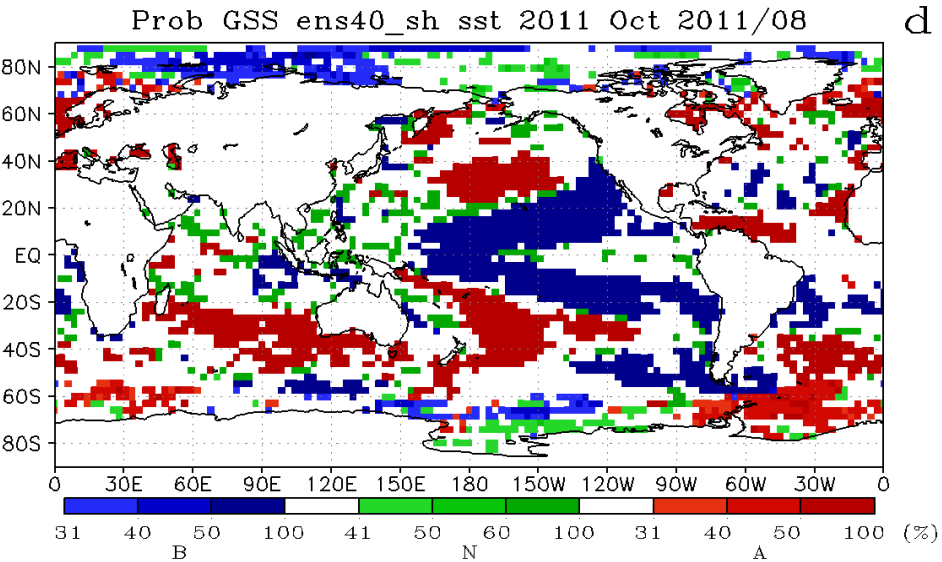 Prob GSS ens40_sh sst 2011 Oct 2011/08
d
80N
60N
40N
20N
EQ
20S
40S
60S
80S
0 30E 60E 90E 120E 150E 180 150W 120W 90W 60W 30W 0
31 40 50 100 41 50 60 100 31 40 50 100 (%)
B N A